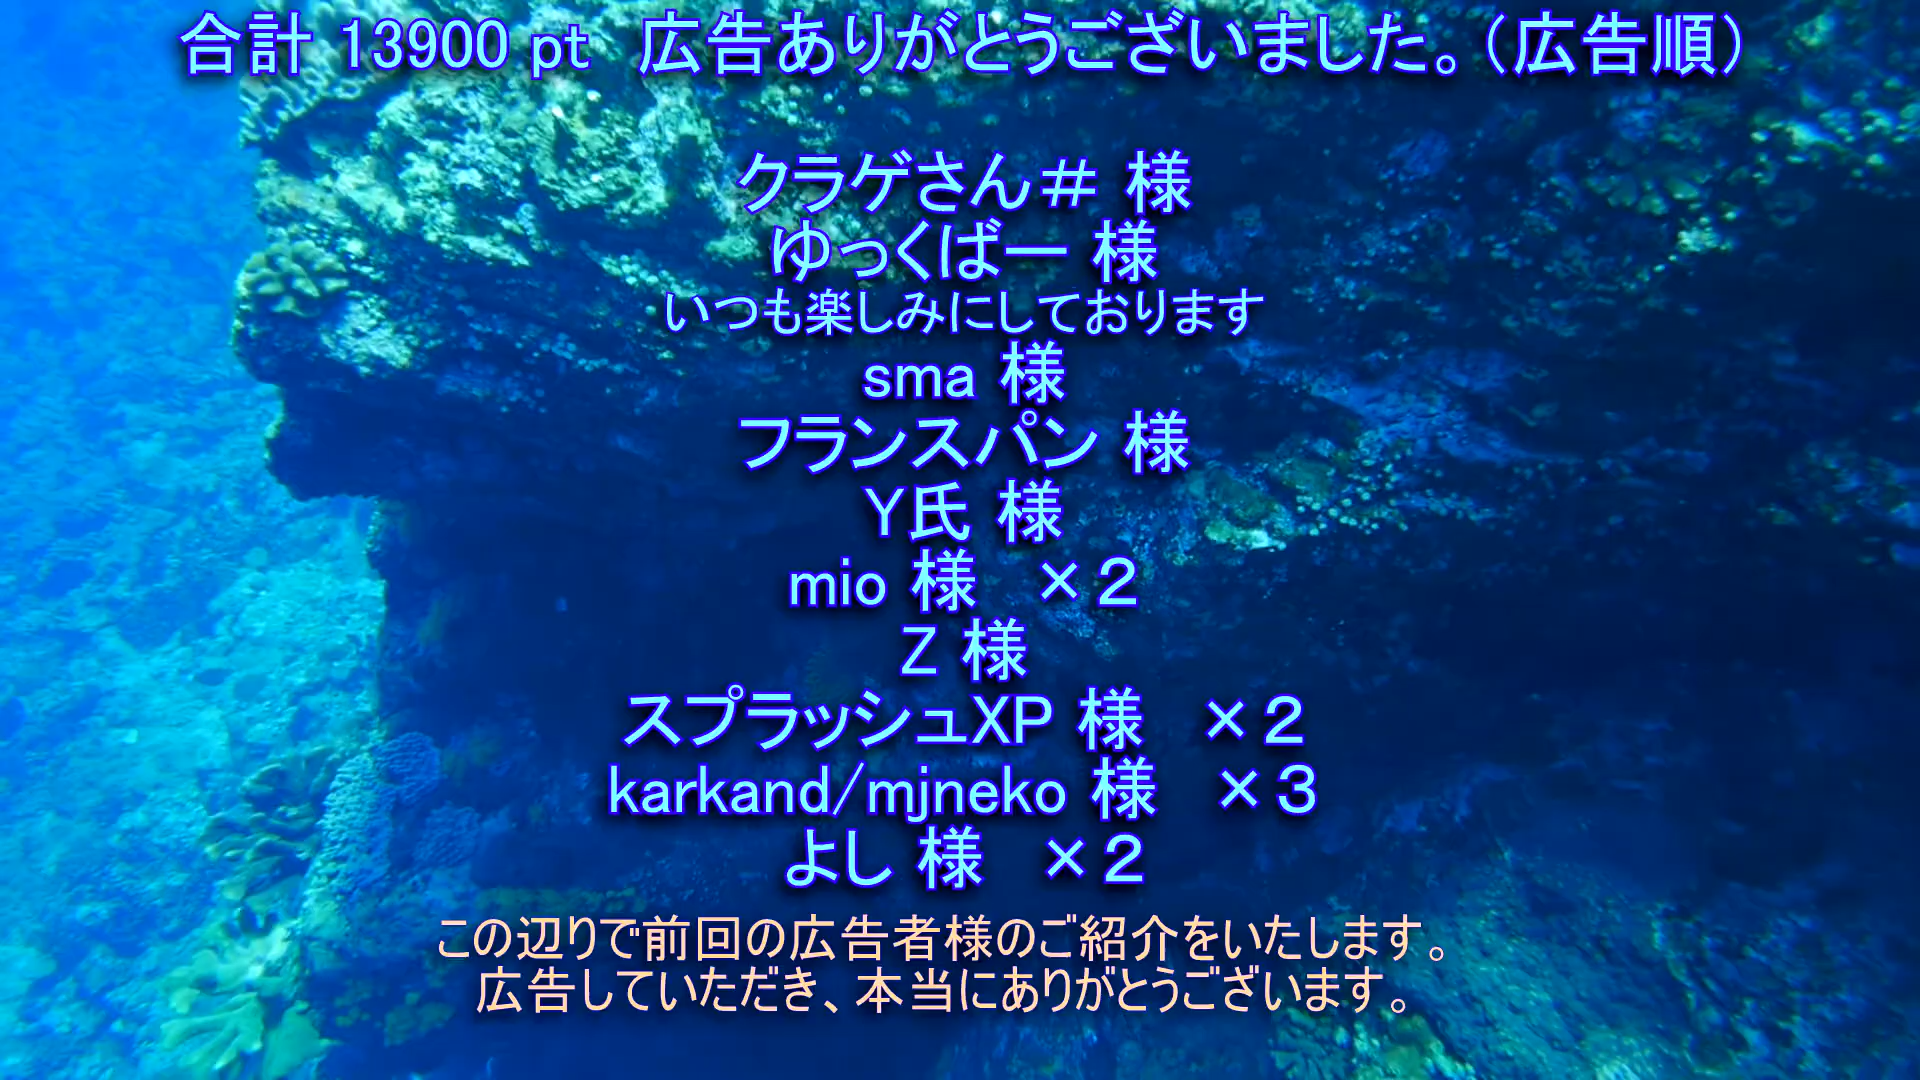 合計 13900 pt　広告ありがとうございました。（広告順）
クラゲさん＃ 様
ゆっくばー 様
いつも楽しみにしております
sma 様
フランスパン 様
Y氏 様
mio 様　×２
Z 様
スプラッシュXP 様　×２
karkand/mjneko 様　×３
よし 様　×２
この辺りで前回の広告者様のご紹介をいたします。
広告していただき、本当にありがとうございます。